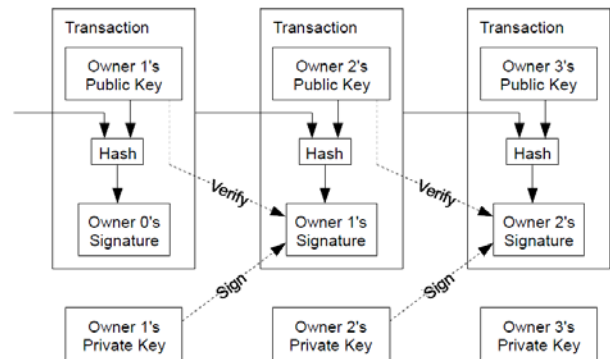 Transaction
Transaction
Transaction
Owner 1's
Public Key
Owner 2's
Public Key
Owner 3's
Public Key
Hash
Hash
Hash
Verify
Verify
Owner 0's
Signature
Owner 1's
Signature
Owner 2's
Signature
Sign
Sign
Owner 1's
Private Key
Owner 2's
Private Key
Owner 3's
Private Key